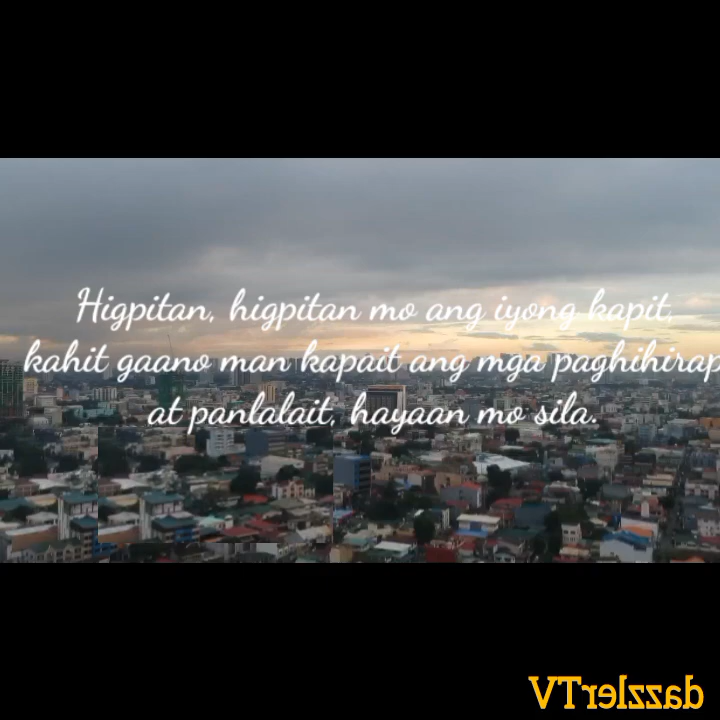 Higpitan, higpitan mo ang iyong kapit,
kahit gaano man kapait ang mga paghihirap
at panlalait, hayaan mo sila.
dazzlerTV